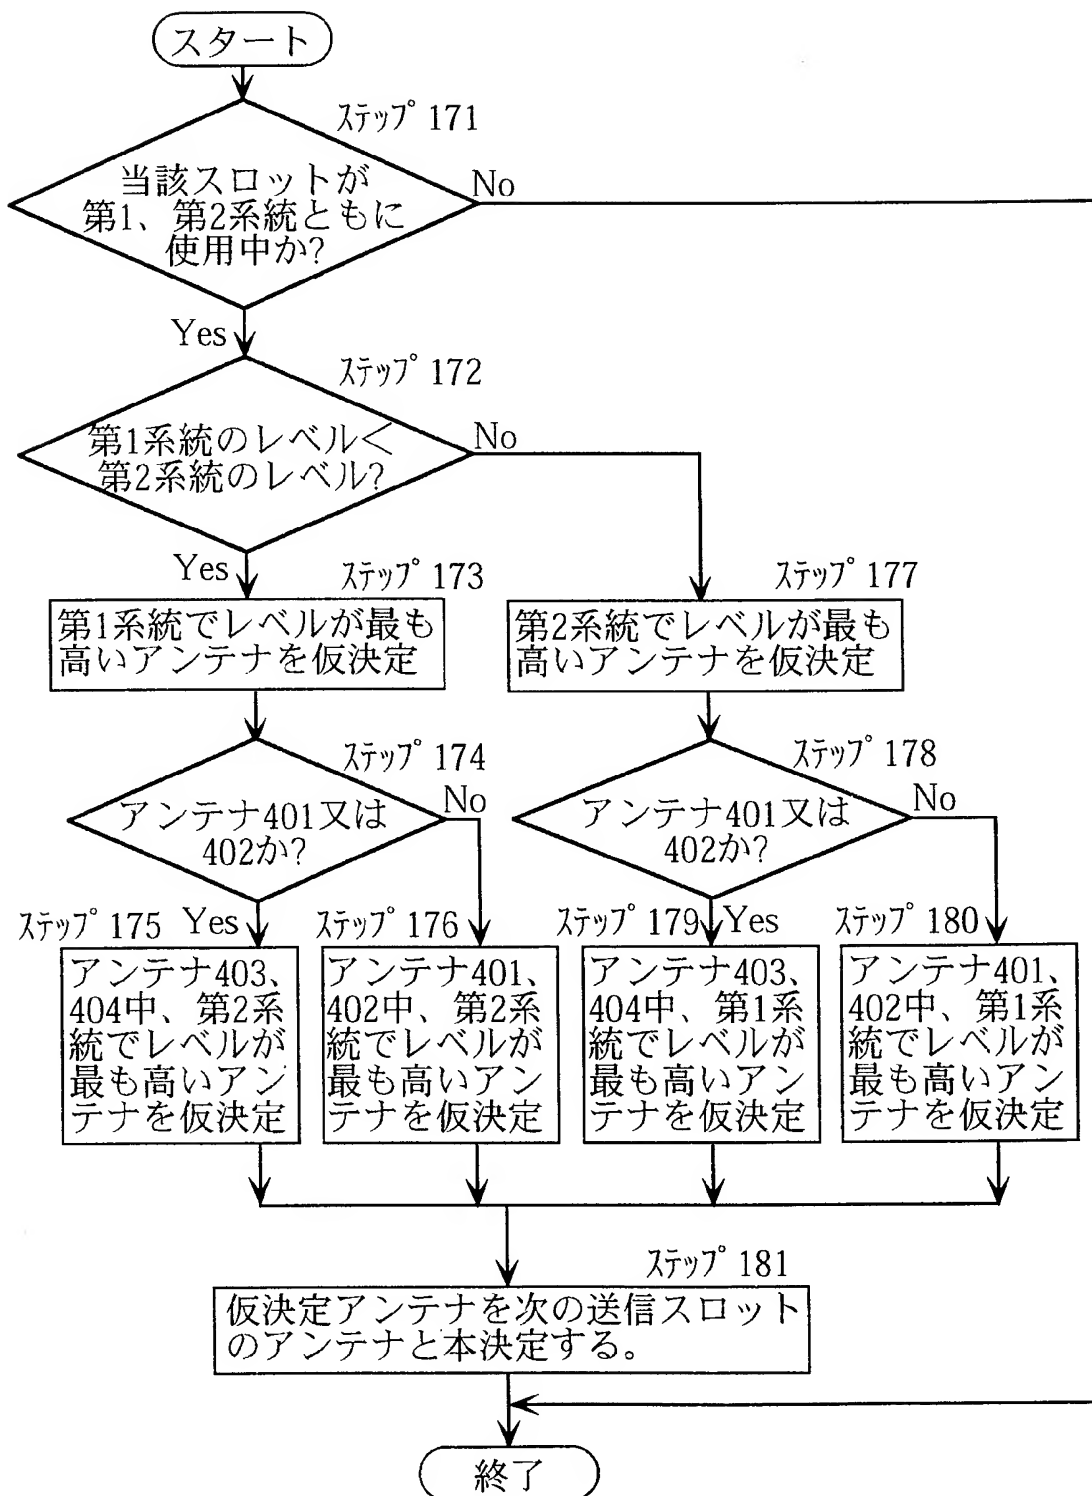 スタート
ステップ 171
当該スロットが
第1、第2系統ともに
使用中か?
No
Yes
ステップ 172
第1系統のレベル<
第2系統のレベル?
No
Yes
ステップ 173
第1系統でレベルが最も
高いアンテナを仮決定
ステップ 177
第2系統でレベルが最も
高いアンテナを仮決定
ステップ 174
アンテナ401又は
402か?
No
ステップ 178
アンテナ401又は
402か?
No
ステップ 175
Yes
アンテナ403、
404中、第2系
統でレベルが
最も高いアン
テナを仮決定
ステップ 176
アンテナ401、
402中、第2系
統でレベルが
最も高いアン
テナを仮決定
ステップ 179
Yes
アンテナ403、
404中、第1系
統でレベルが
最も高いアン
テナを仮決定
ステップ 180
アンテナ401、
402中、第1系
統でレベルが
最も高いアン
テナを仮決定
ステップ 181
仮決定アンテナを次の送信スロット
のアンテナと本決定する。
終了